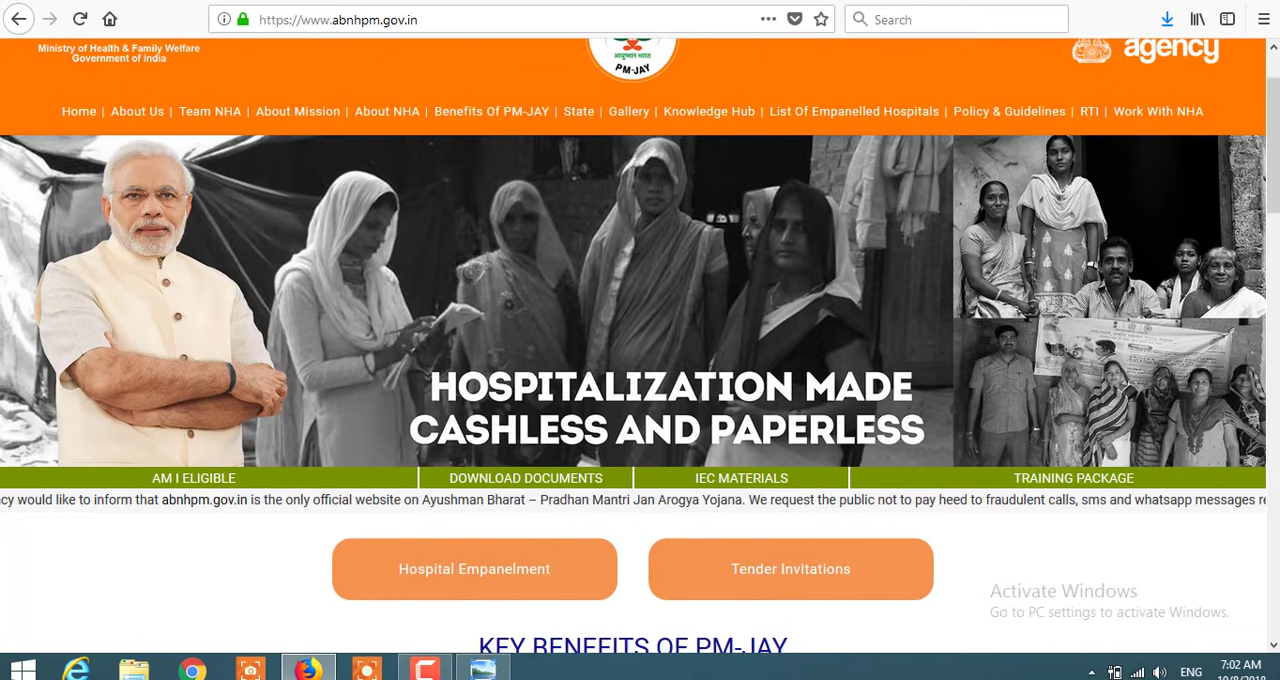 https://www.abnhpm.gov.in
Search
Ministry of Health & Family Welfare
Government of India
आयुष्मान भारत
PM-JAY
agency
Home | About Us | Team NHA | About Mission | About NHA | Benefits Of PM-JAY | State | Gallery | Knowledge Hub | List Of Empanelled Hospitals | Policy & Guidelines | RTI | Work With NHA
HOSPITALIZATION MADE
CASHLESS AND PAPERLESS
AM I ELIGIBLE
DOWNLOAD DOCUMENTS
IEC MATERIALS
TRAINING PACKAGE
cy would like to inform that abnhpm.gov.in is the only official website on Ayushman Bharat – Pradhan Mantri Jan Arogya Yojana. We request the public not to pay heed to fraudulent calls, sms and whatsapp messages re
Hospital Empanelment
Tender Invitations
Activate Windows
Go to PC settings to activate Windows.
KEY BENEFITS OF PM-JAY
ENG
7:02 AM
10/8/2018